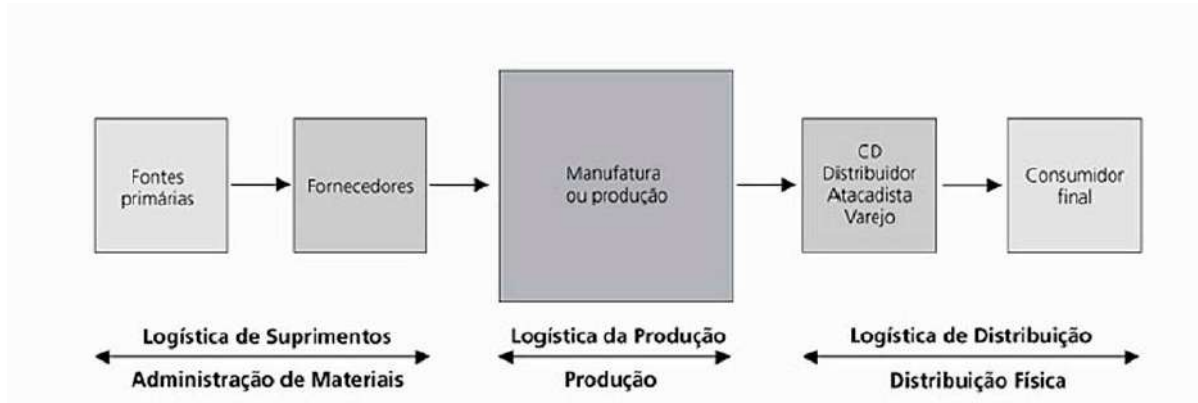 Fontes
primárias
Fornecedores
Manufatura
ou produção
CD
Distribuidor
Atacadista
Varejo
Consumidor
final
Logística de Suprimentos
Administração de Materiais
Logística da Produção
Produção
Logística de Distribuição
Distribuição Física